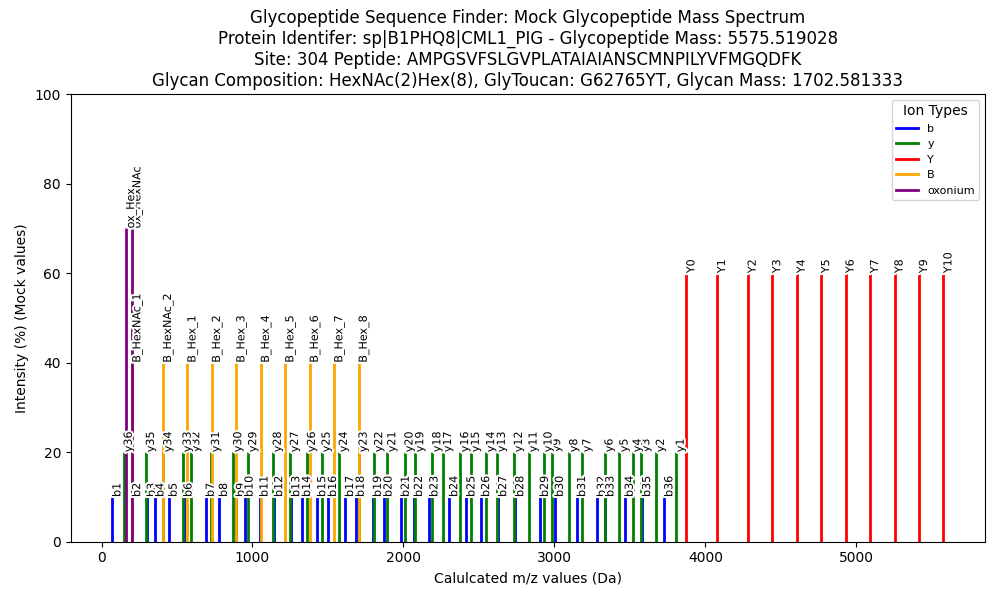 Glycopeptide Sequence Finder: Mock Glycopeptide Mass Spectrum
Protein Identifer: sp|B1PHQ8|CML1_PIG - Glycopeptide Mass: 5575.519028
Site: 304 Peptide: AMPGSVFSLGVPLATAIAIANSCMNPILYVFMGQDFK
Glycan Composition: HexNAc(2)Hex(8), GlyToucan: G62765YT, Glycan Mass: 1702.581333
Intensity (%) (Mock values)
100
80
60
40
20
0
Ion Types
b
y
Y
B
oxonium
ox_Hex
ox_HexNAc
Y0
Y1
Y2
Y3
Y4
Y5
Y6
Y7
Y8
Y9
Y10
B_HexNAc_1
B_HexNAc_2
B_Hex_1
B_Hex_2
B_Hex_3
B_Hex_4
B_Hex_5
B_Hex_6
B_Hex_7
B_Hex_8
y36
y35
y34
y33
y32
y31
y30
y29
y28
y27
y26
y25
y24
y23
y22
y21
y20
y19
y18
y17
y16
y15
y14
y13
y12
y11
y10
y9
y8
y7
y6
y5
y4
y3
y2
y1
b1
b2
b3
b4
b5
b6
b7
b8
b9
b10
b11
b12
b13
b14
b15
b16
b17
b18
b19
b20
b21
b22
b23
b24
b25
b26
b27
b28
b29
b30
b31
b32
b33
b34
b35
b36
0
1000
2000
3000
4000
5000
Calulcated m/z values (Da)